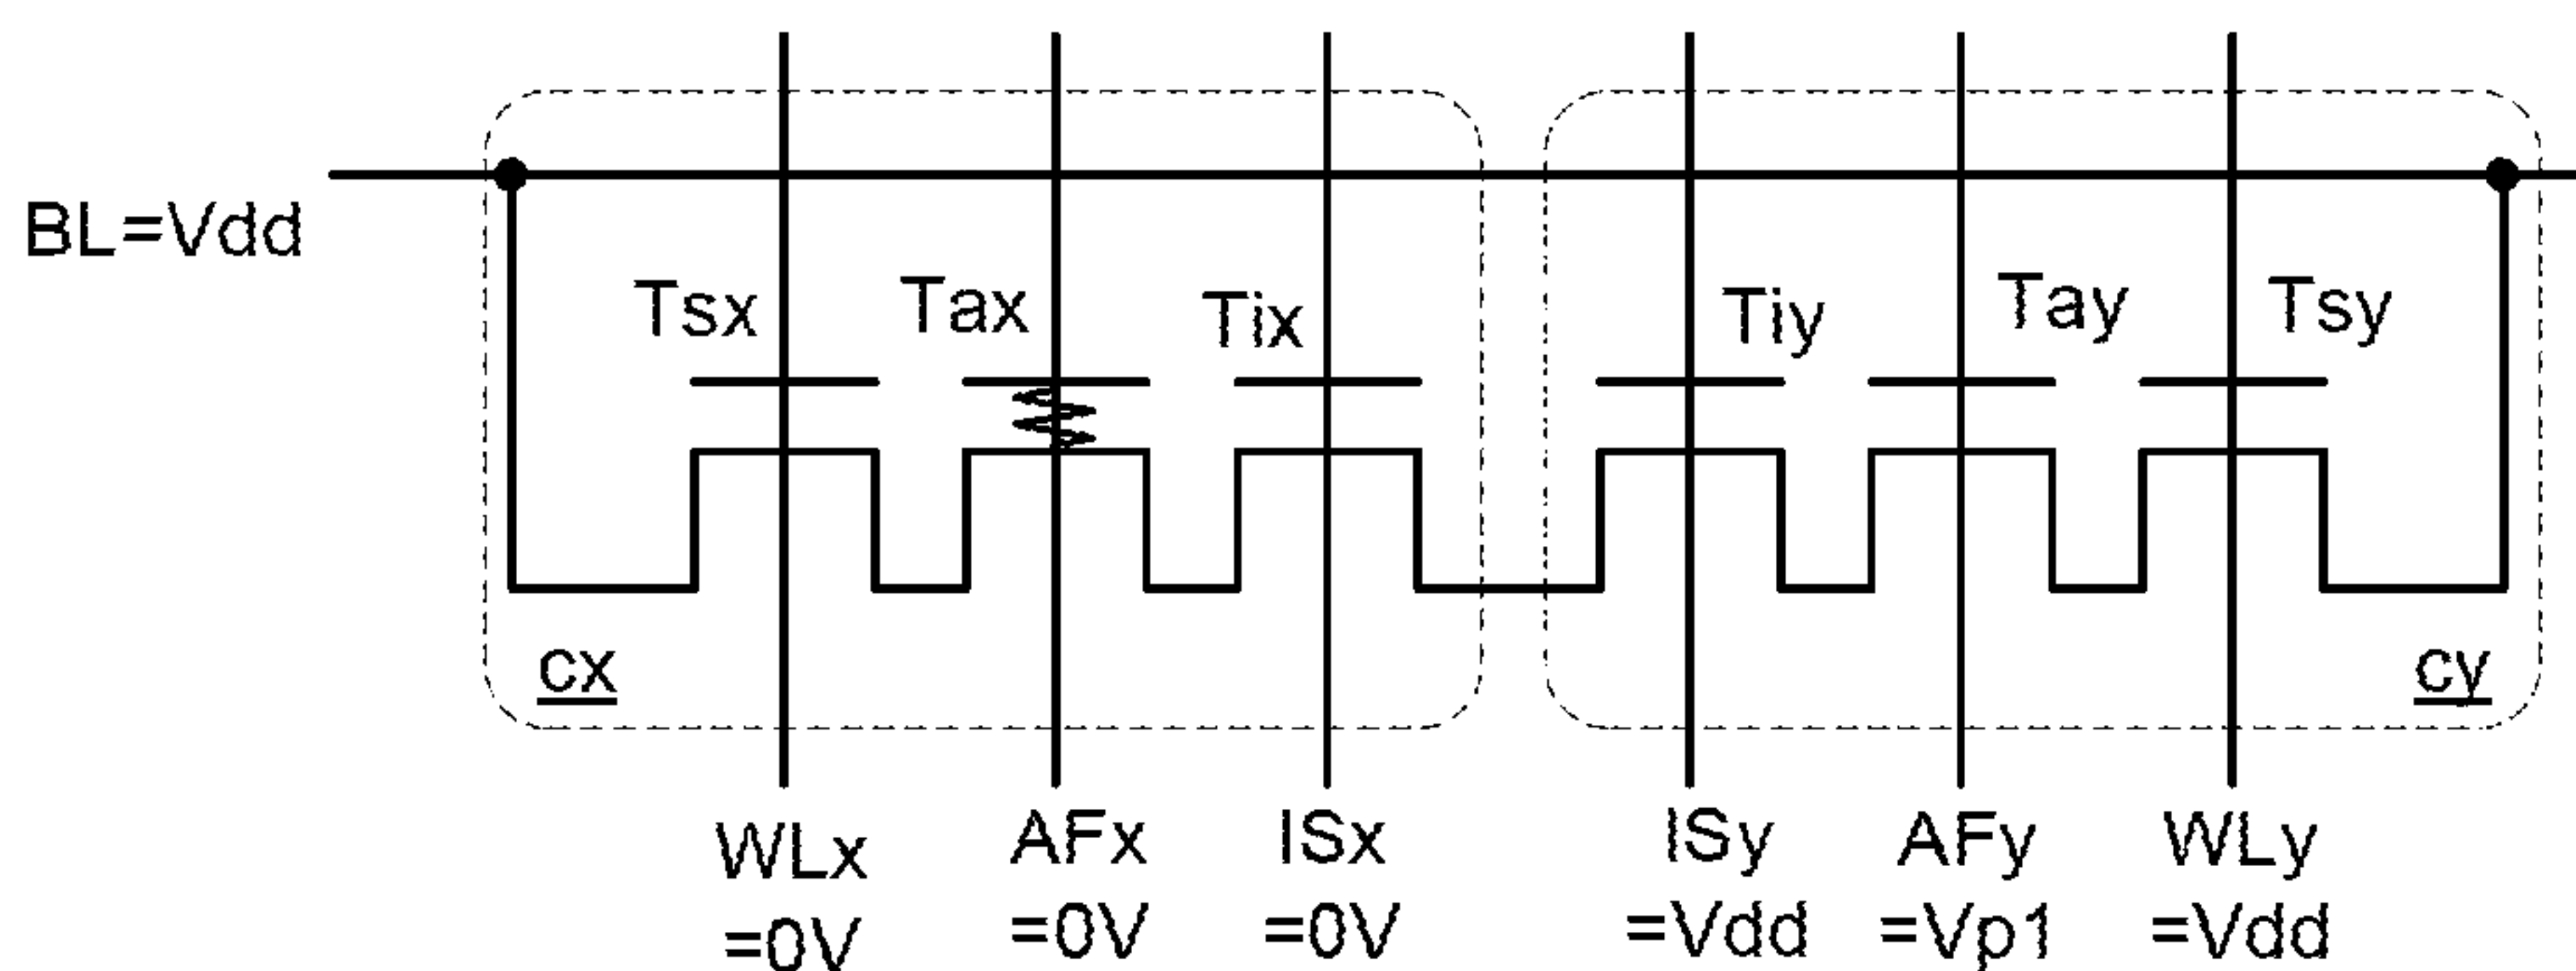 BL=Vdd
Tsx Tax Tix Tiy Tay Tsy
cx cy
WLx AFx ISx ISy AFy WLy
=0V =0V =0V =Vdd =Vp1 =Vdd